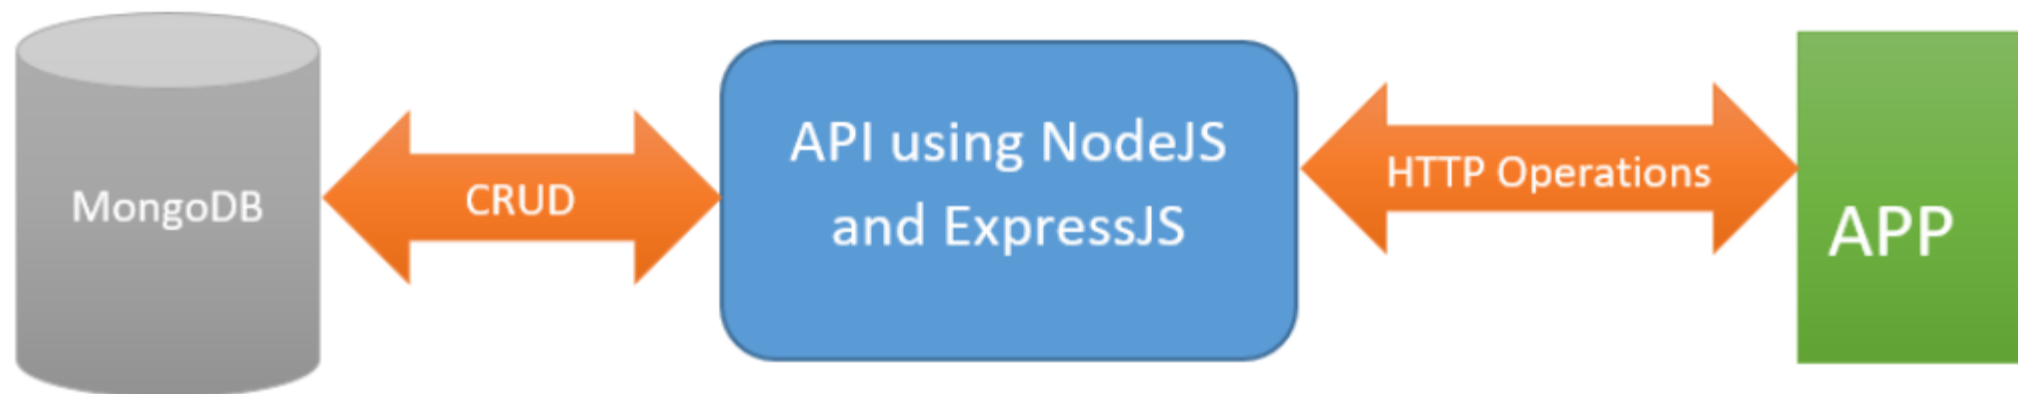 MongoDB
CRUD
API using NodeJS
and ExpressJS
HTTP Operations
APP